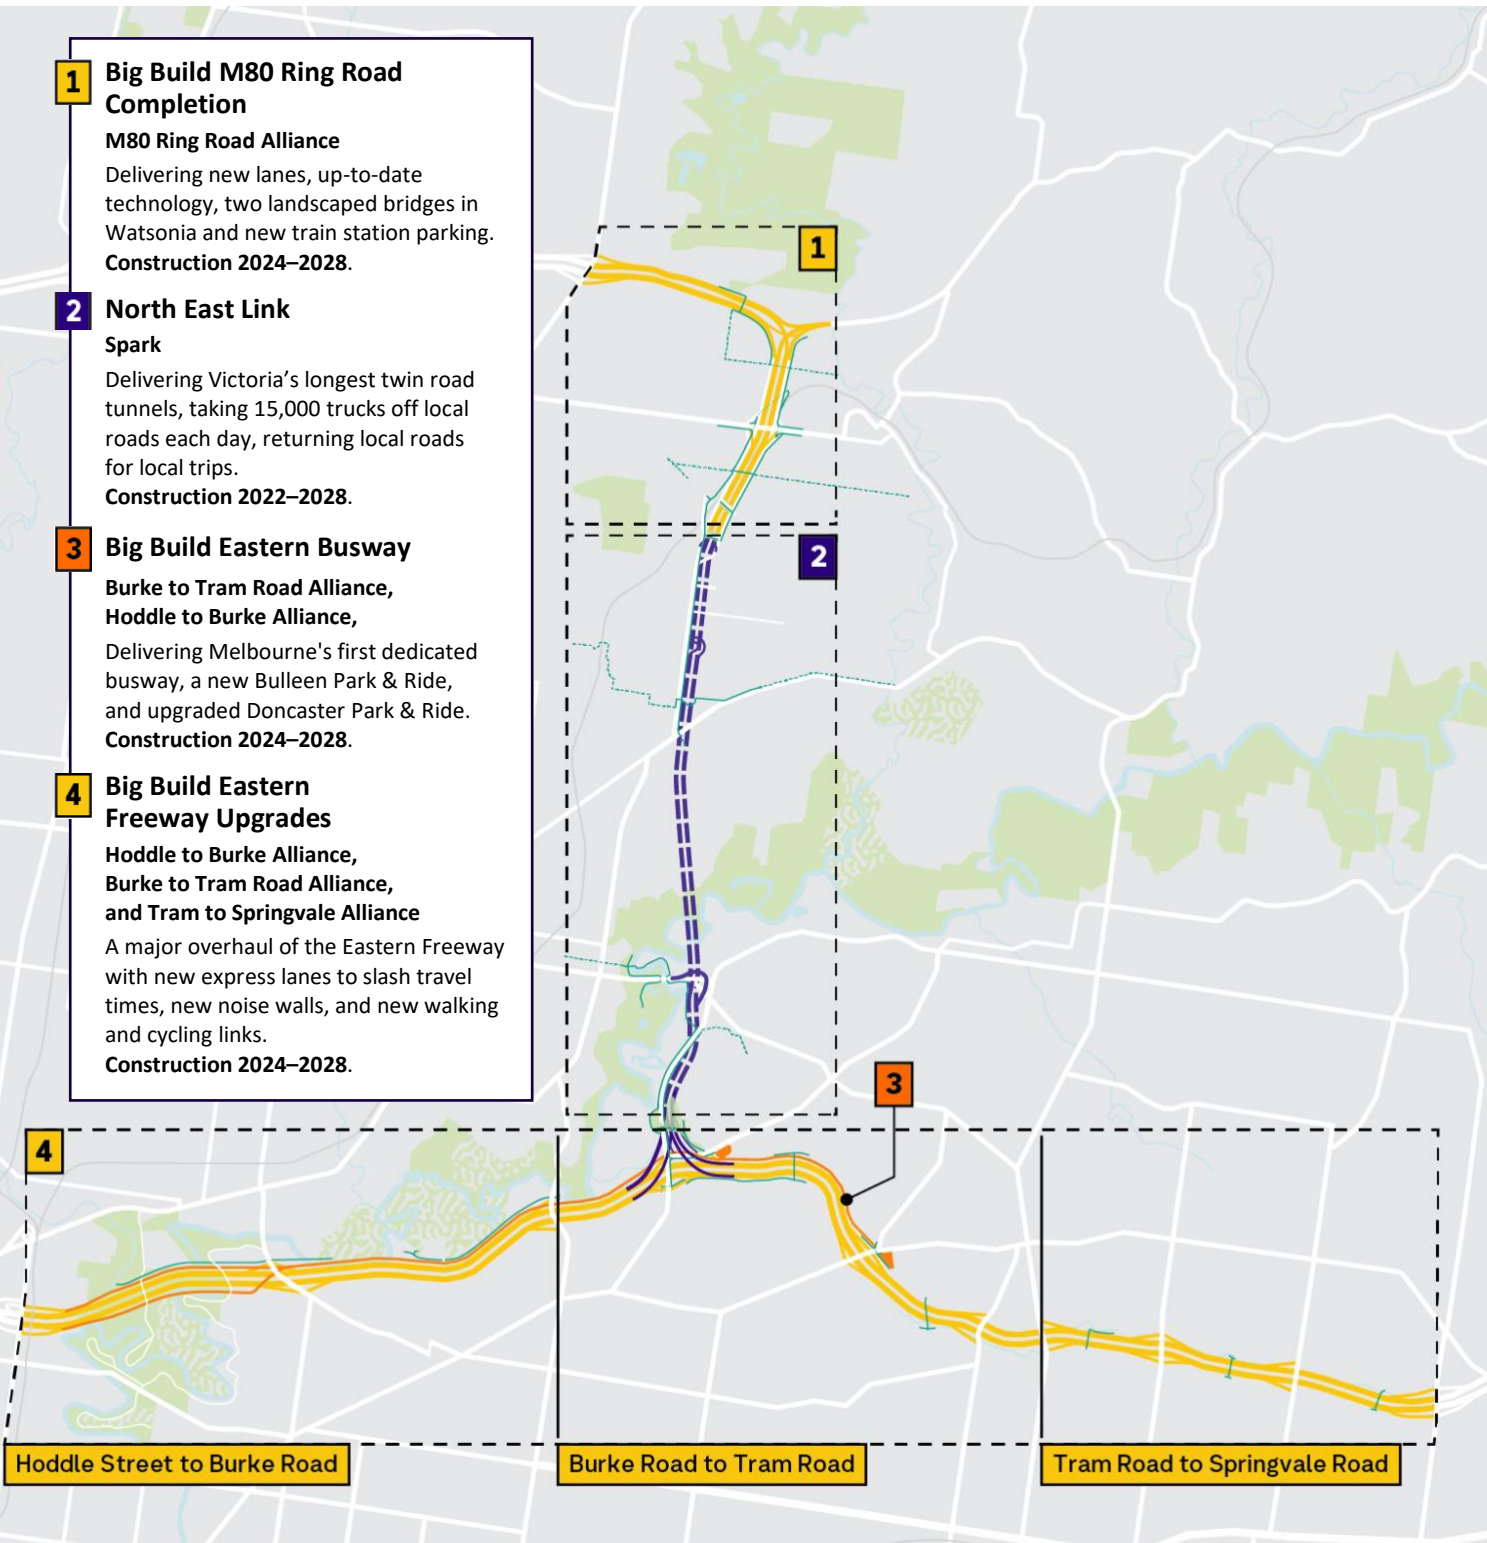 1
Big Build M80 Ring Road
Completion
M80 Ring Road Alliance
Delivering new lanes, up-to-date
technology, two landscaped bridges in
Watsonia and new train station parking.
Construction 2024–2028.
2
North East Link
Spark
Delivering Victoria’s longest twin road
tunnels, taking 15,000 trucks off local
roads each day, returning local roads
for local trips.
Construction 2022–2028.
3
Big Build Eastern Busway
Burke to Tram Road Alliance,
Hoddle to Burke Alliance,
Delivering Melbourne's first dedicated
busway, a new Bulleen Park & Ride,
and upgraded Doncaster Park & Ride.
Construction 2024–2028.
4
Big Build Eastern
Freeway Upgrades
Hoddle to Burke Alliance,
Burke to Tram Road Alliance,
and Tram to Springvale Alliance
A major overhaul of the Eastern Freeway
with new express lanes to slash travel
times, new noise walls, and new walking
and cycling links.
Construction 2024–2028.
1
2
3
4
Hoddle Street to Burke Road
Burke Road to Tram Road
Tram Road to Springvale Road